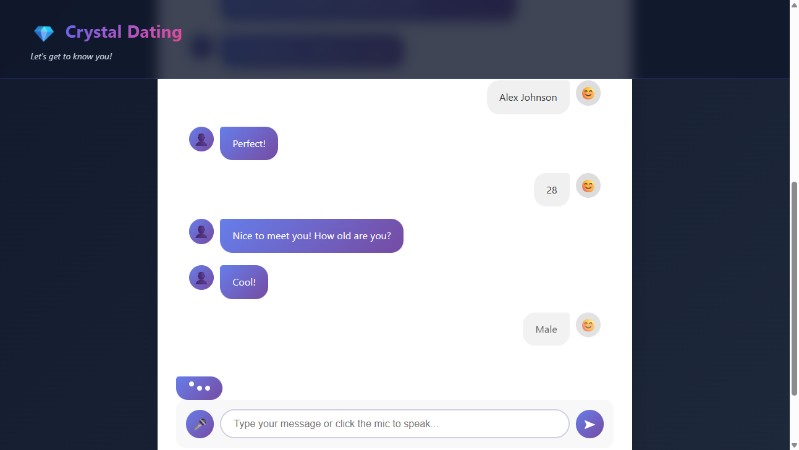 Crystal Dating
Let's get to know you!
Alex Johnson
Perfect!
28
Nice to meet you! How old are you?
Cool!
Male
Type your message or click the mic to speak...